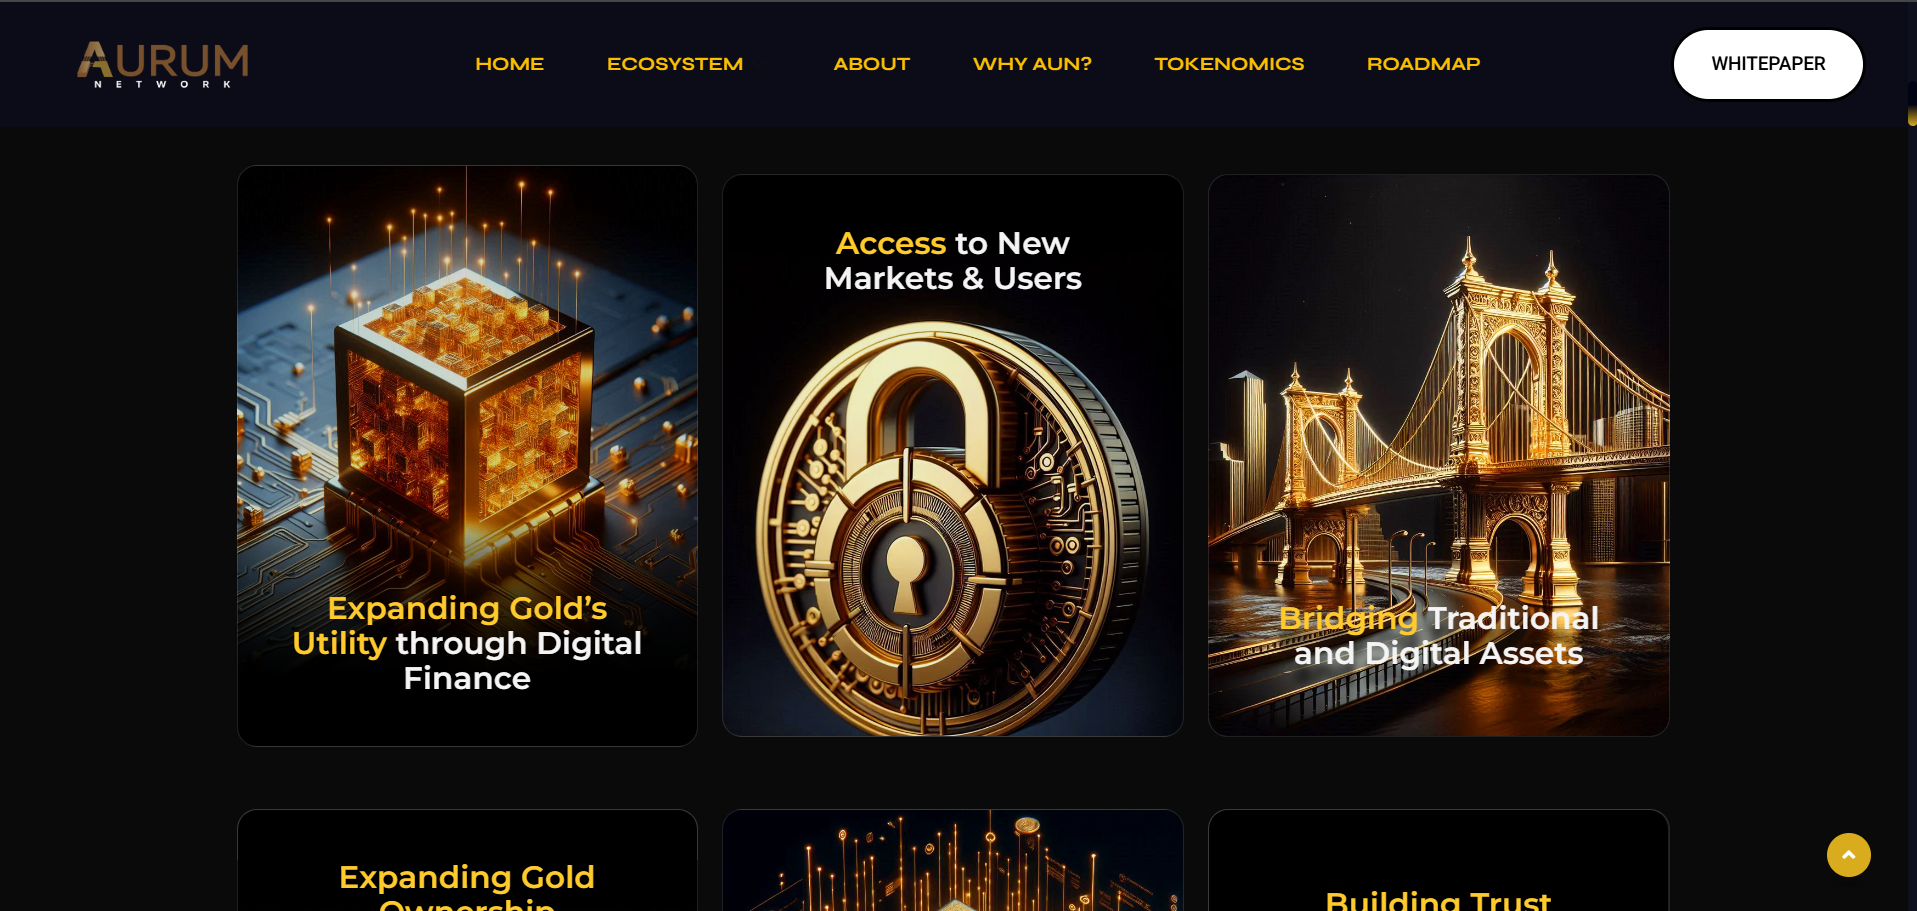 AURUM
NETWORK
HOME
ECOSYSTEM
ABOUT
WHY AUN?
TOKENOMICS
ROADMAP
WHITEPAPER
Expanding Gold’s
Utility through Digital
Finance
Access to New
Markets & Users
Bridging Traditional
and Digital Assets
Expanding Gold
Ownership
Building Trust